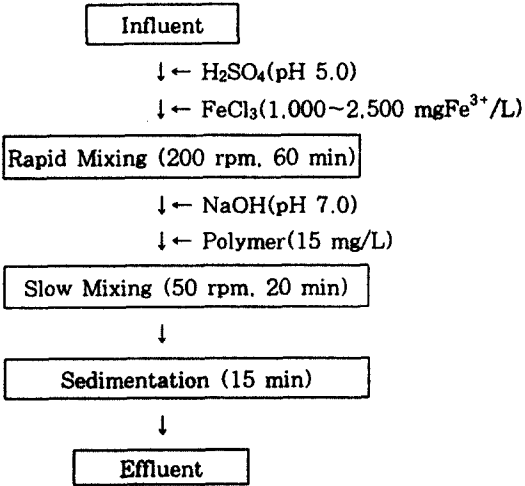 Influent
↓← H₂SO₄(pH 5.0)
↓← FeCl₃(1,000~2,500 mgFe³⁺/L)
Rapid Mixing (200 rpm, 60 min)
↓← NaOH(pH 7.0)
↓← Polymer(15 mg/L)
Slow Mixing (50 rpm, 20 min)
↓
Sedimentation (15 min)
↓
Effluent